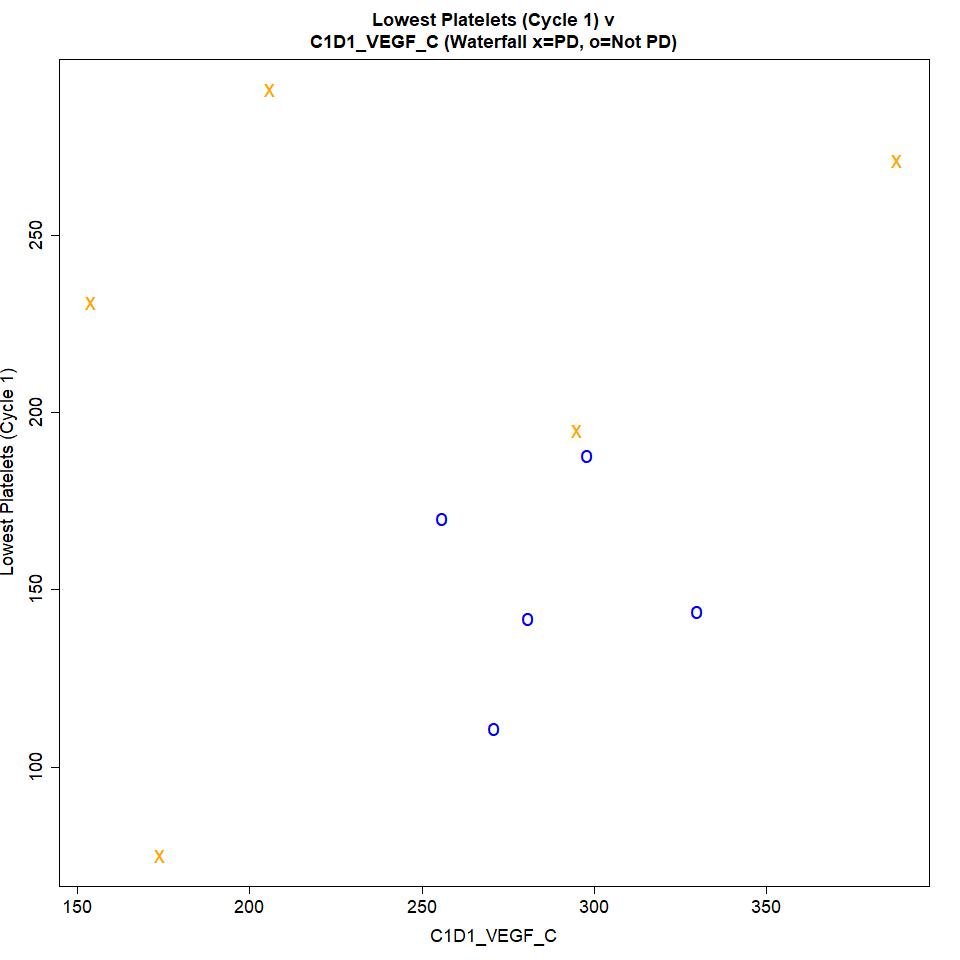 Lowest Platelets (Cycle 1) v
C1D1_VEGF_C (Waterfall x=PD, o=Not PD)
Lowest Platelets (Cycle 1)
250
200
150
100
X
X
X
X
O
O
O
O
O
X
150 200 250 300 350
C1D1_VEGF_C